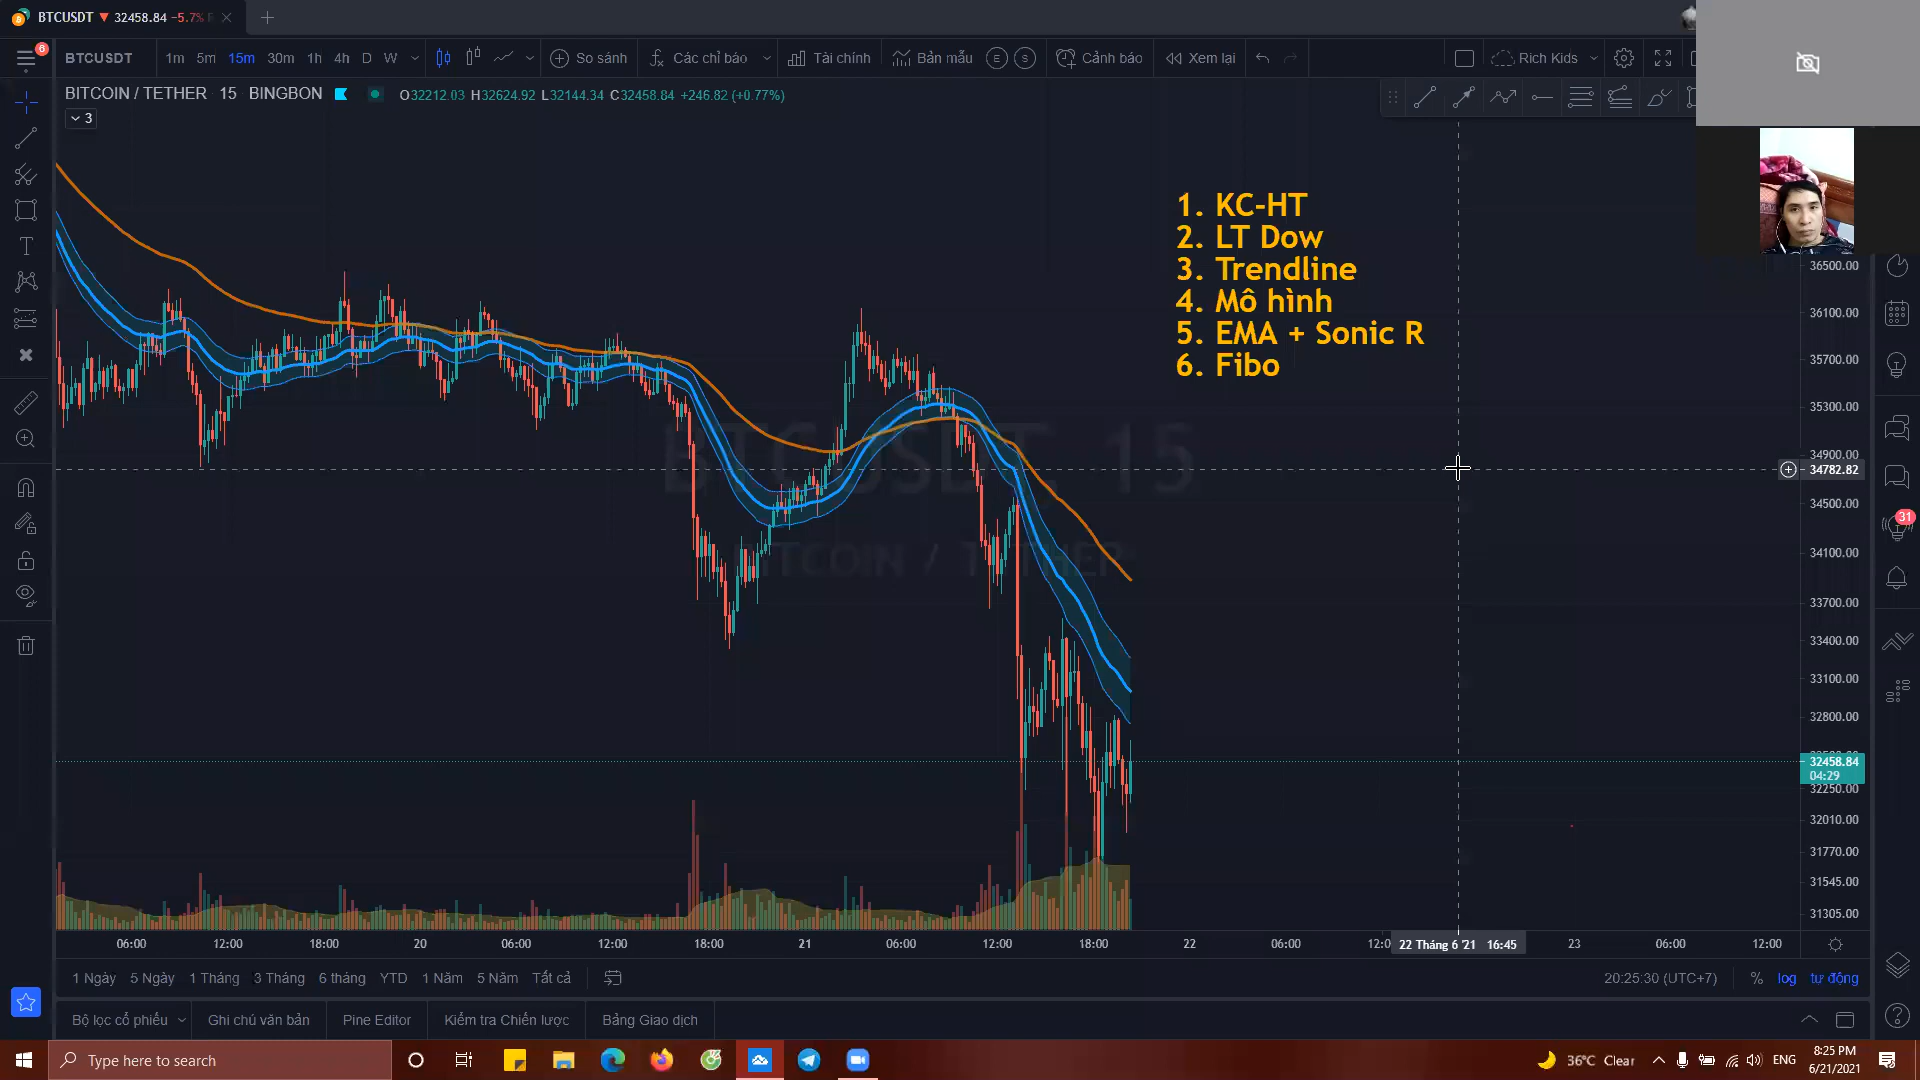 BTCUSDT ▼ 32458.84 −5.7%
BTCUSDT 1m 5m 15m 30m 1h 4h D W So sánh Các chỉ báo Tài chính Bản mẫu E S Cảnh báo Xem lại Rich Kids
6
BITCOIN / TETHER 15 BINGBON O32212.03 H32624.92 L32144.34 C32458.84 +246.82 (+0.77%)
3
1. KC-HT
2. LT Dow
3. Trendline
4. Mô hình
5. EMA + Sonic R
6. Fibo
BTCUSDT, 15
BITCOIN / TETHER
36500.00
36100.00
35700.00
35300.00
34900.00
34782.82
34500.00
34100.00
33700.00
33400.00
33100.00
32800.00
32458.84
04:29
32250.00
32010.00
31770.00
31545.00
31305.00
31
06:00 12:00 18:00 20 06:00 12:00 18:00 21 06:00 12:00 18:00 22 06:00 22 Tháng 6 '21 16:45 23 06:00 12:00
1 Ngày 5 Ngày 1 Tháng 3 Tháng 6 tháng YTD 1 Năm 5 Năm Tất cả 20:25:30 (UTC+7) % log tự động
Bộ lọc cổ phiếu Ghi chú văn bản Pine Editor Kiểm tra Chiến lược Bảng Giao dịch
Type here to search 36°C Clear ENG 8:25 PM
6/21/2021